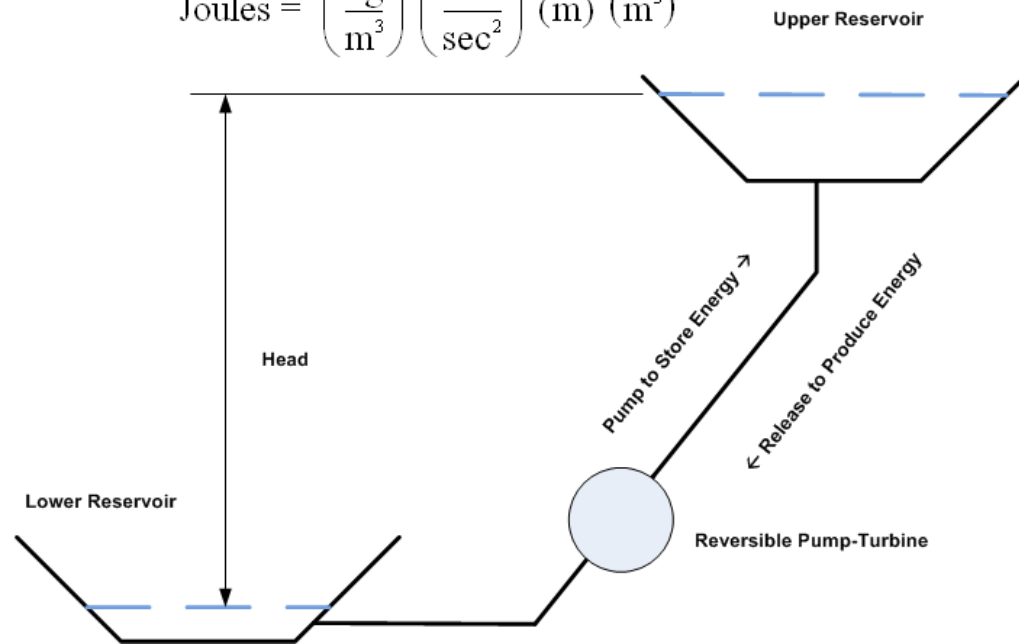 Joules = (  / m³) (  / sec²) (m) (m³)
Upper Reservoir
Head
Pump to Store Energy →
← Release to Produce Energy
Lower Reservoir
Reversible Pump-Turbine